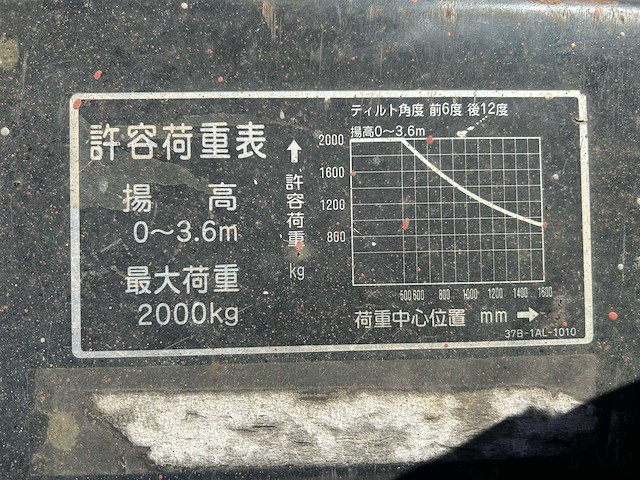 許容荷重表
揚高
0～3.6m
最大荷重
2000kg
ティルト角度 前6度 後12度
揚高0～3.6m
許容荷重 kg
2000
1600
1200
800
500 600 800 1000 1200 1400 1600
荷重中心位置 mm
37B-1AL-1010